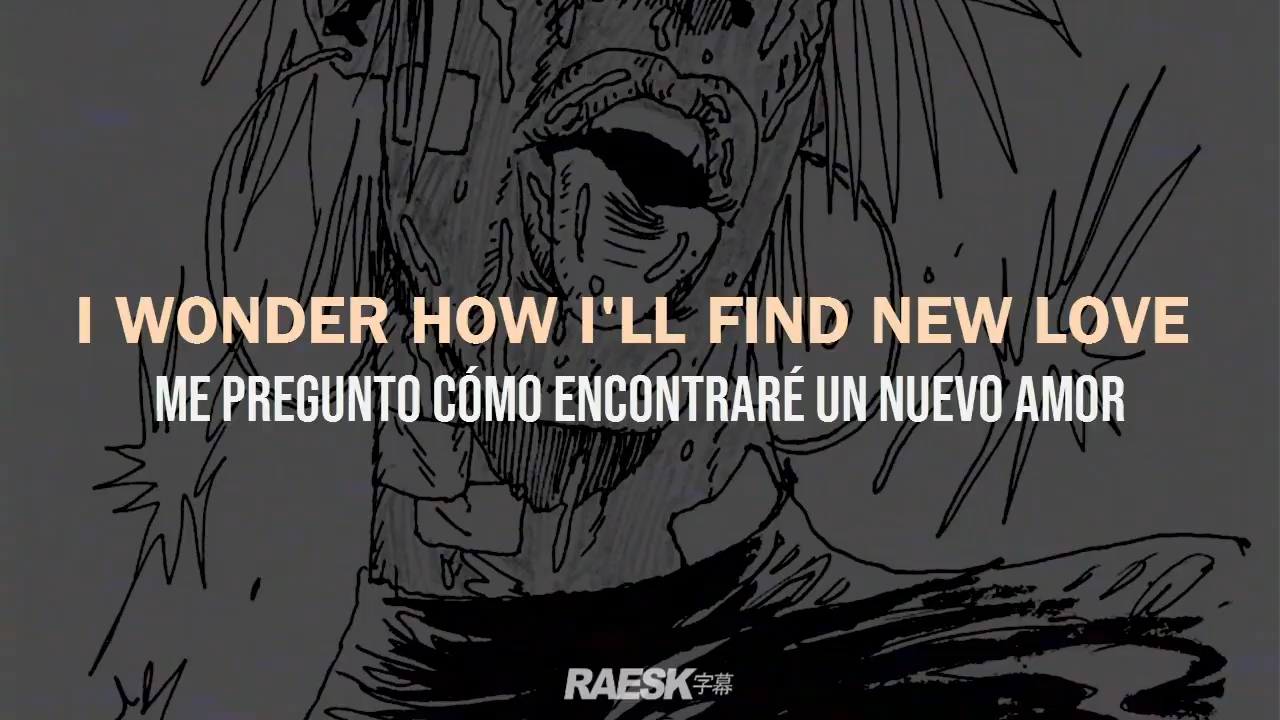 I WONDER HOW I'LL FIND NEW LOVE
ME PREGUNTO CÓMO ENCONTRARÉ UN NUEVO AMOR
RAESK字幕